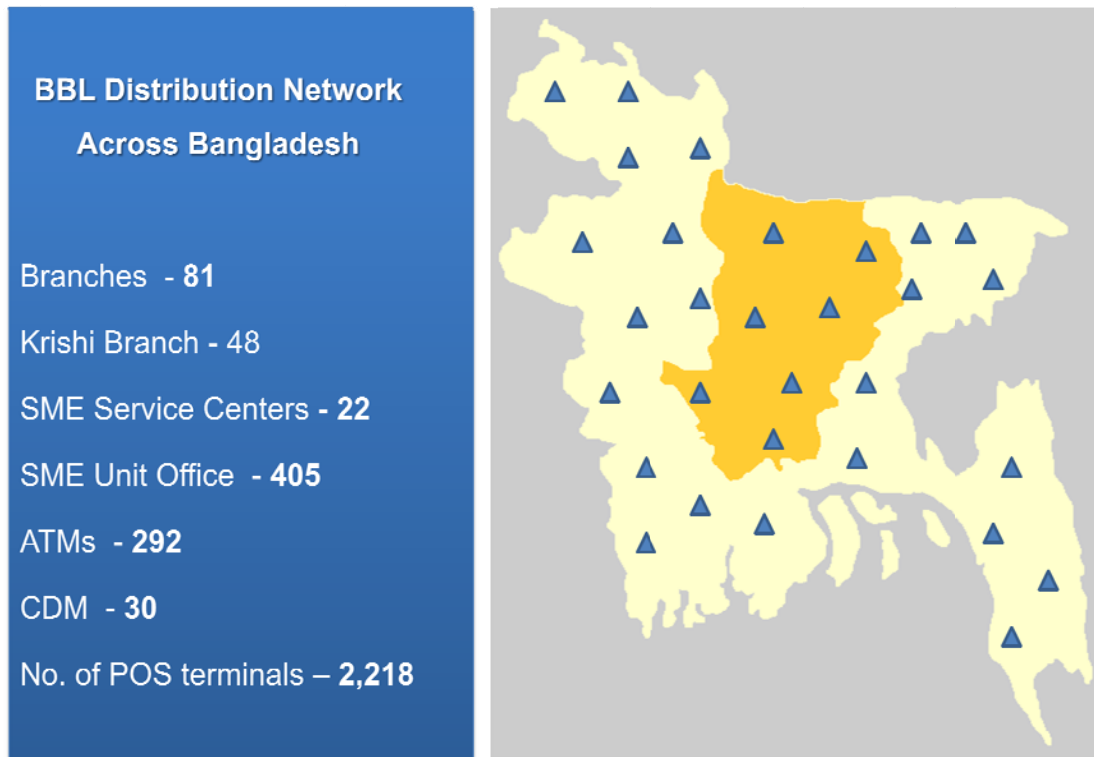 BBL Distribution Network
Across Bangladesh
Branches - 81
Krishi Branch - 48
SME Service Centers - 22
SME Unit Office - 405
ATMs - 292
CDM - 30
No. of POS terminals – 2,218